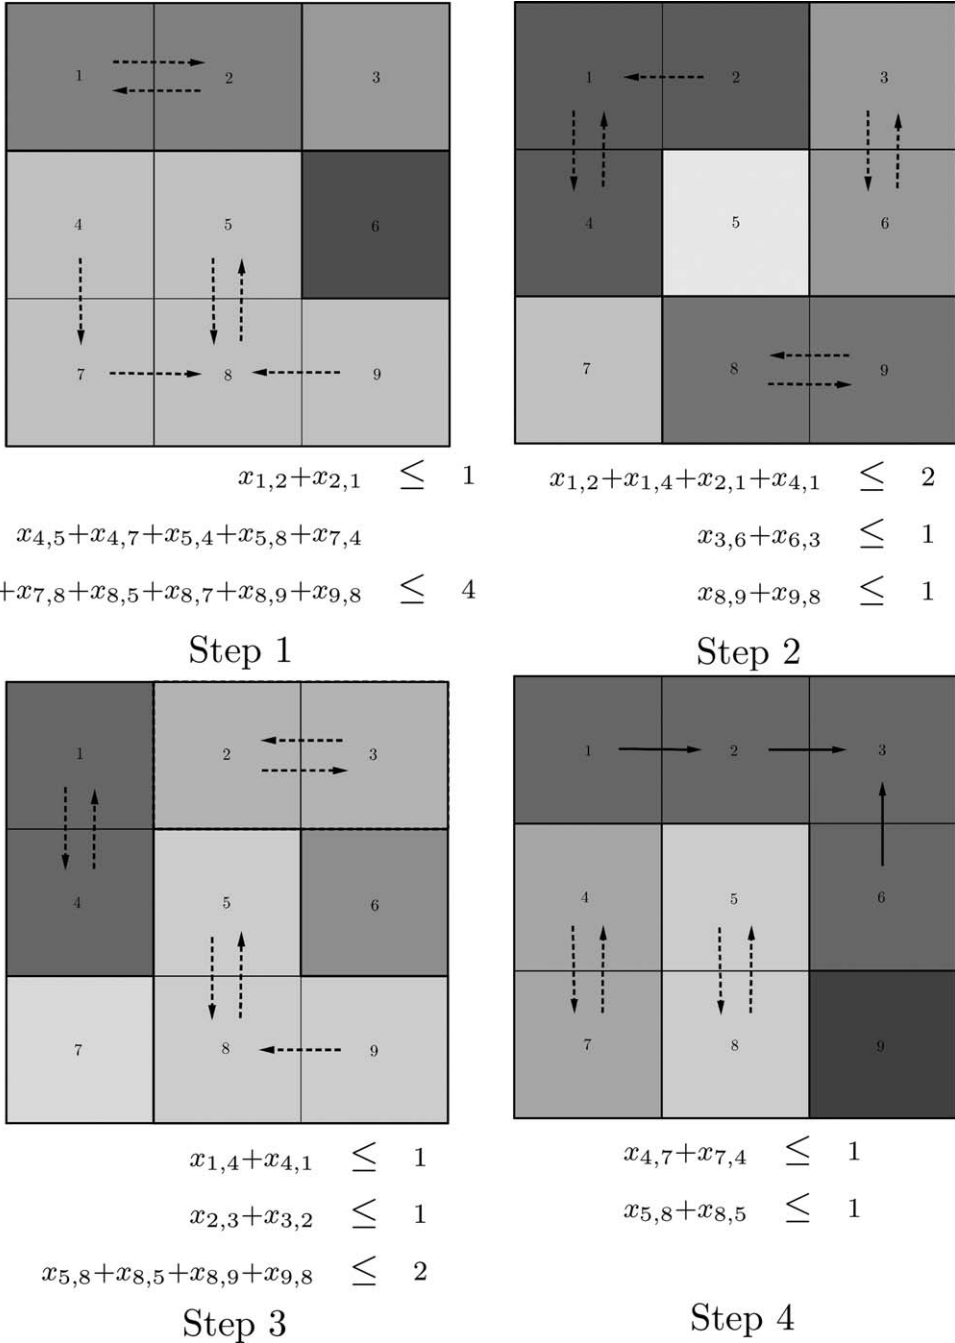 1 2 3
4 5 6
7 8 9
x1,2+x2,1 ≤ 1
x4,5+x4,7+x5,4+x5,8+x7,4
+x7,8+x8,5+x8,7+x8,9+x9,8 ≤ 4
Step 1
1 2 3
4 5 6
7 8 9
x1,2+x1,4+x2,1+x4,1 ≤ 2
x3,6+x6,3 ≤ 1
x8,9+x9,8 ≤ 1
Step 2
1 2 3
4 5 6
7 8 9
x1,4+x4,1 ≤ 1
x2,3+x3,2 ≤ 1
x5,8+x8,5+x8,9+x9,8 ≤ 2
Step 3
1 2 3
4 5 6
7 8 9
x4,7+x7,4 ≤ 1
x5,8+x8,5 ≤ 1
Step 4